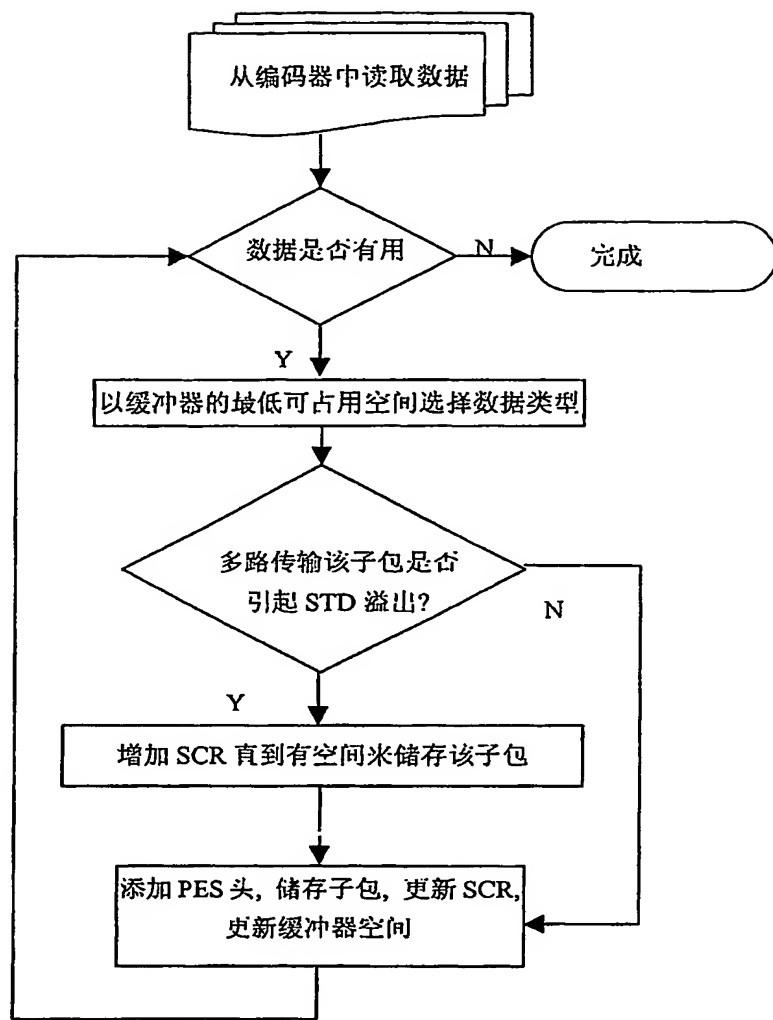 从编码器中读取数据
数据是否有用
N
完成
Y
以缓冲器的最低可占用空间选择数据类型
多路传输该子包是否
引起 STD 溢出?
N
Y
增加 SCR 直到有空间来储存该子包
添加 PES 头, 储存子包, 更新 SCR,
更新缓冲器空间